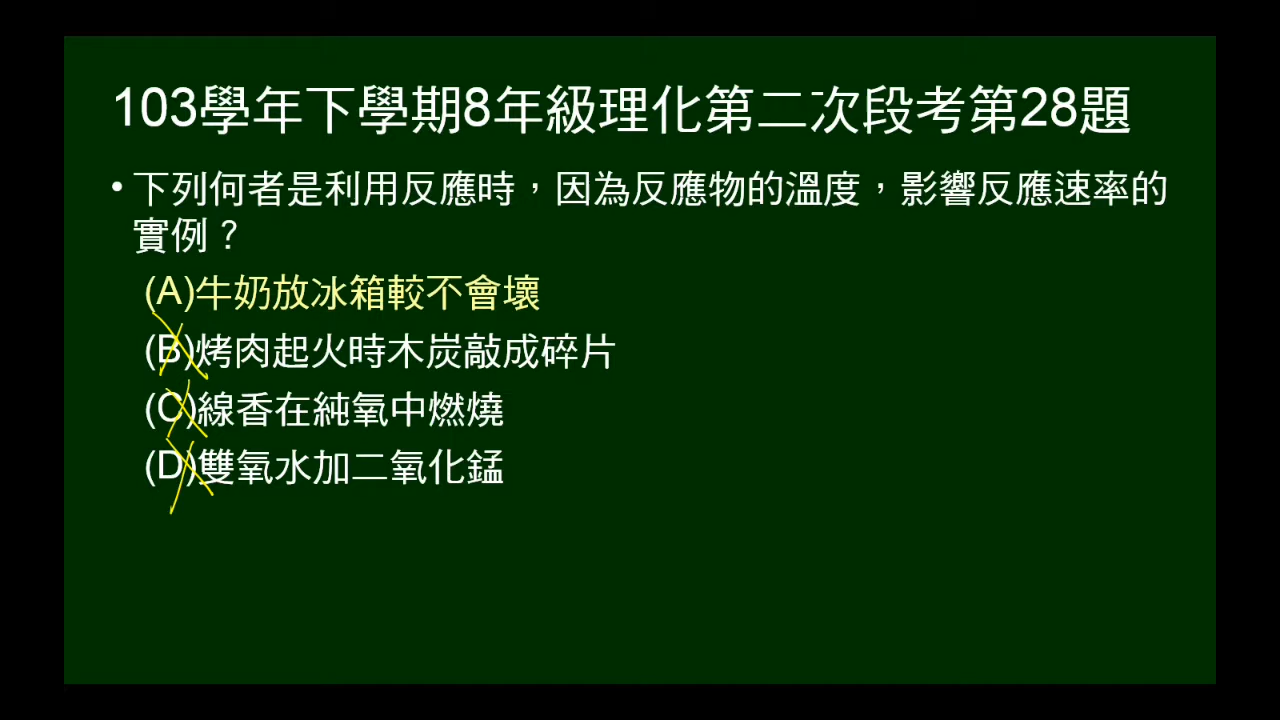 103學年下學期8年級理化第二次段考第28題
• 下列何者是利用反應時，因為反應物的溫度，影響反應速率的
實例？
(A)牛奶放冰箱較不會壞
(B)烤肉起火時木炭敲成碎片
(C)線香在純氧中燃燒
(D)雙氧水加二氧化錳